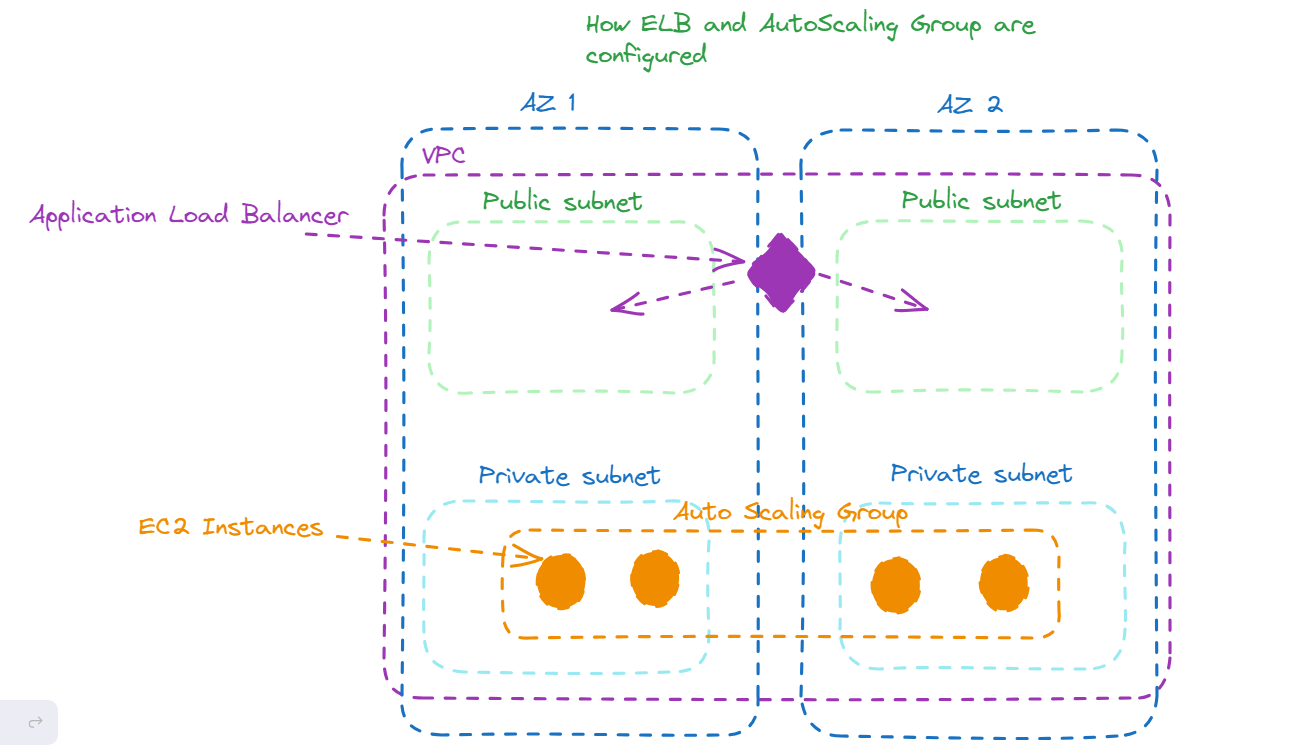 How ELB and AutoScaling Group are
configured
AZ 1
AZ 2
VPC
Public subnet
Public subnet
Application Load Balancer
Private subnet
Private subnet
Auto Scaling Group
EC2 Instances